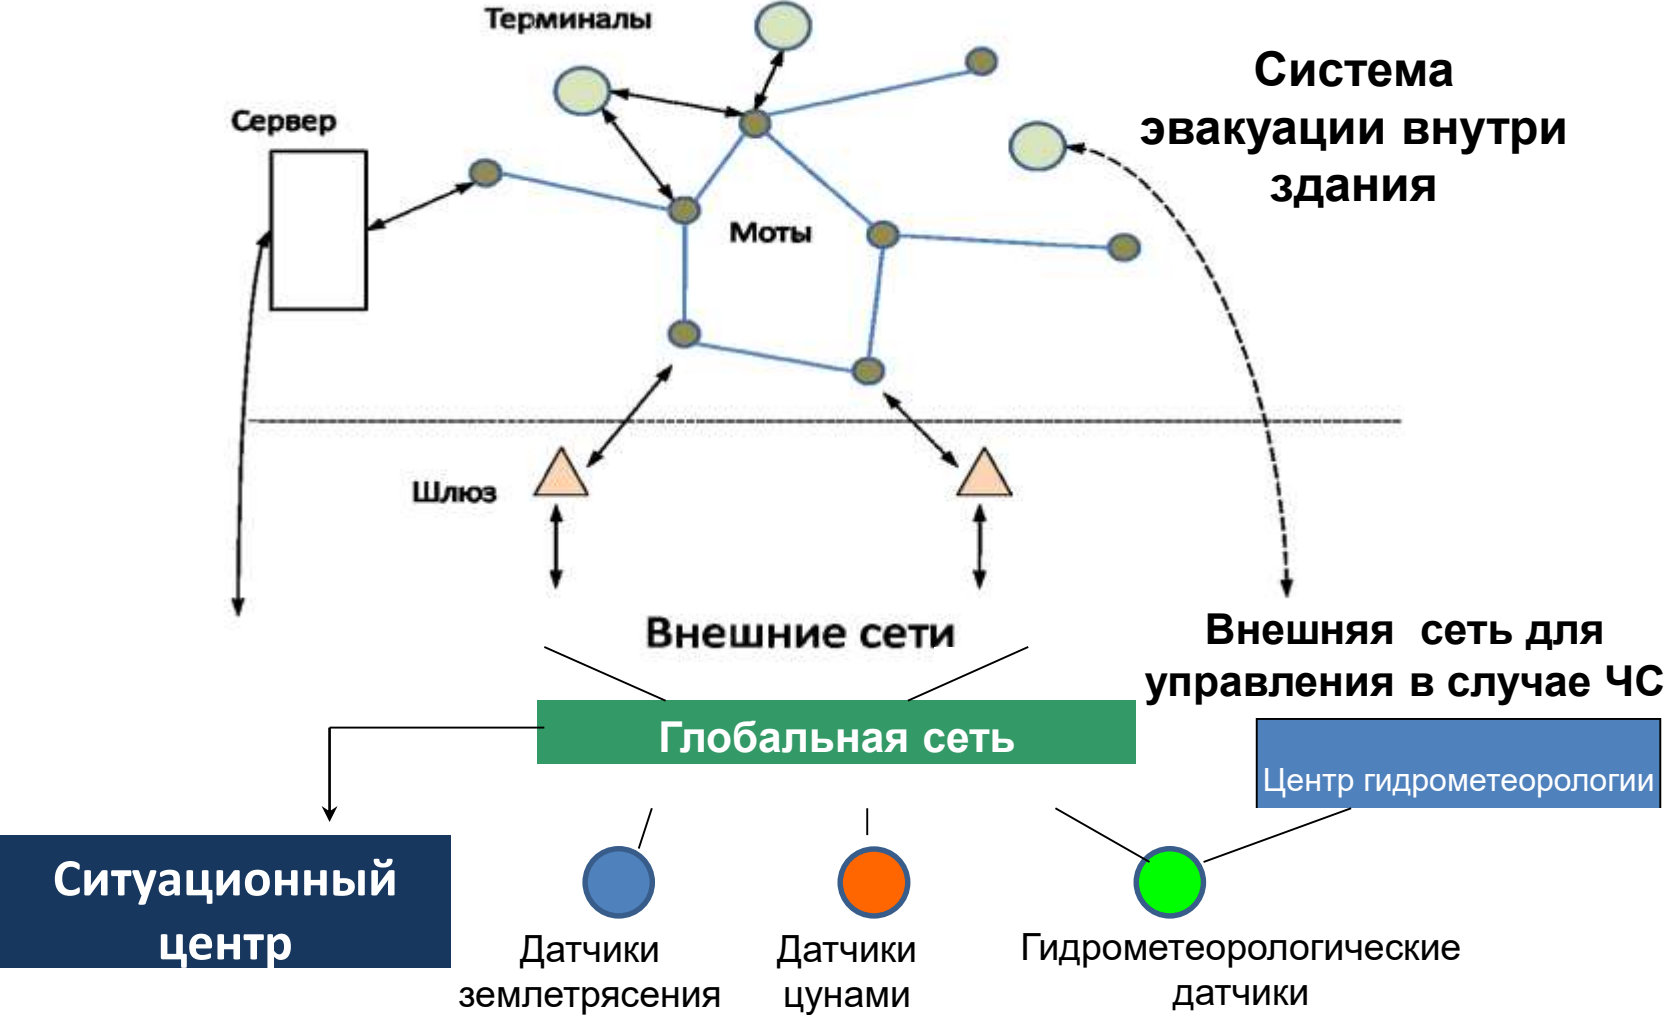 Терминалы
Система
эвакуации внутри
здания
Сервер
Моты
Шлюз
Внешние сети
Внешняя сеть для
управления в случае ЧС
Глобальная сеть
Центр гидрометеорологии
Ситуационный
центр
Датчики
землетрясения
Датчики
цунами
Гидрометеорологические
датчики